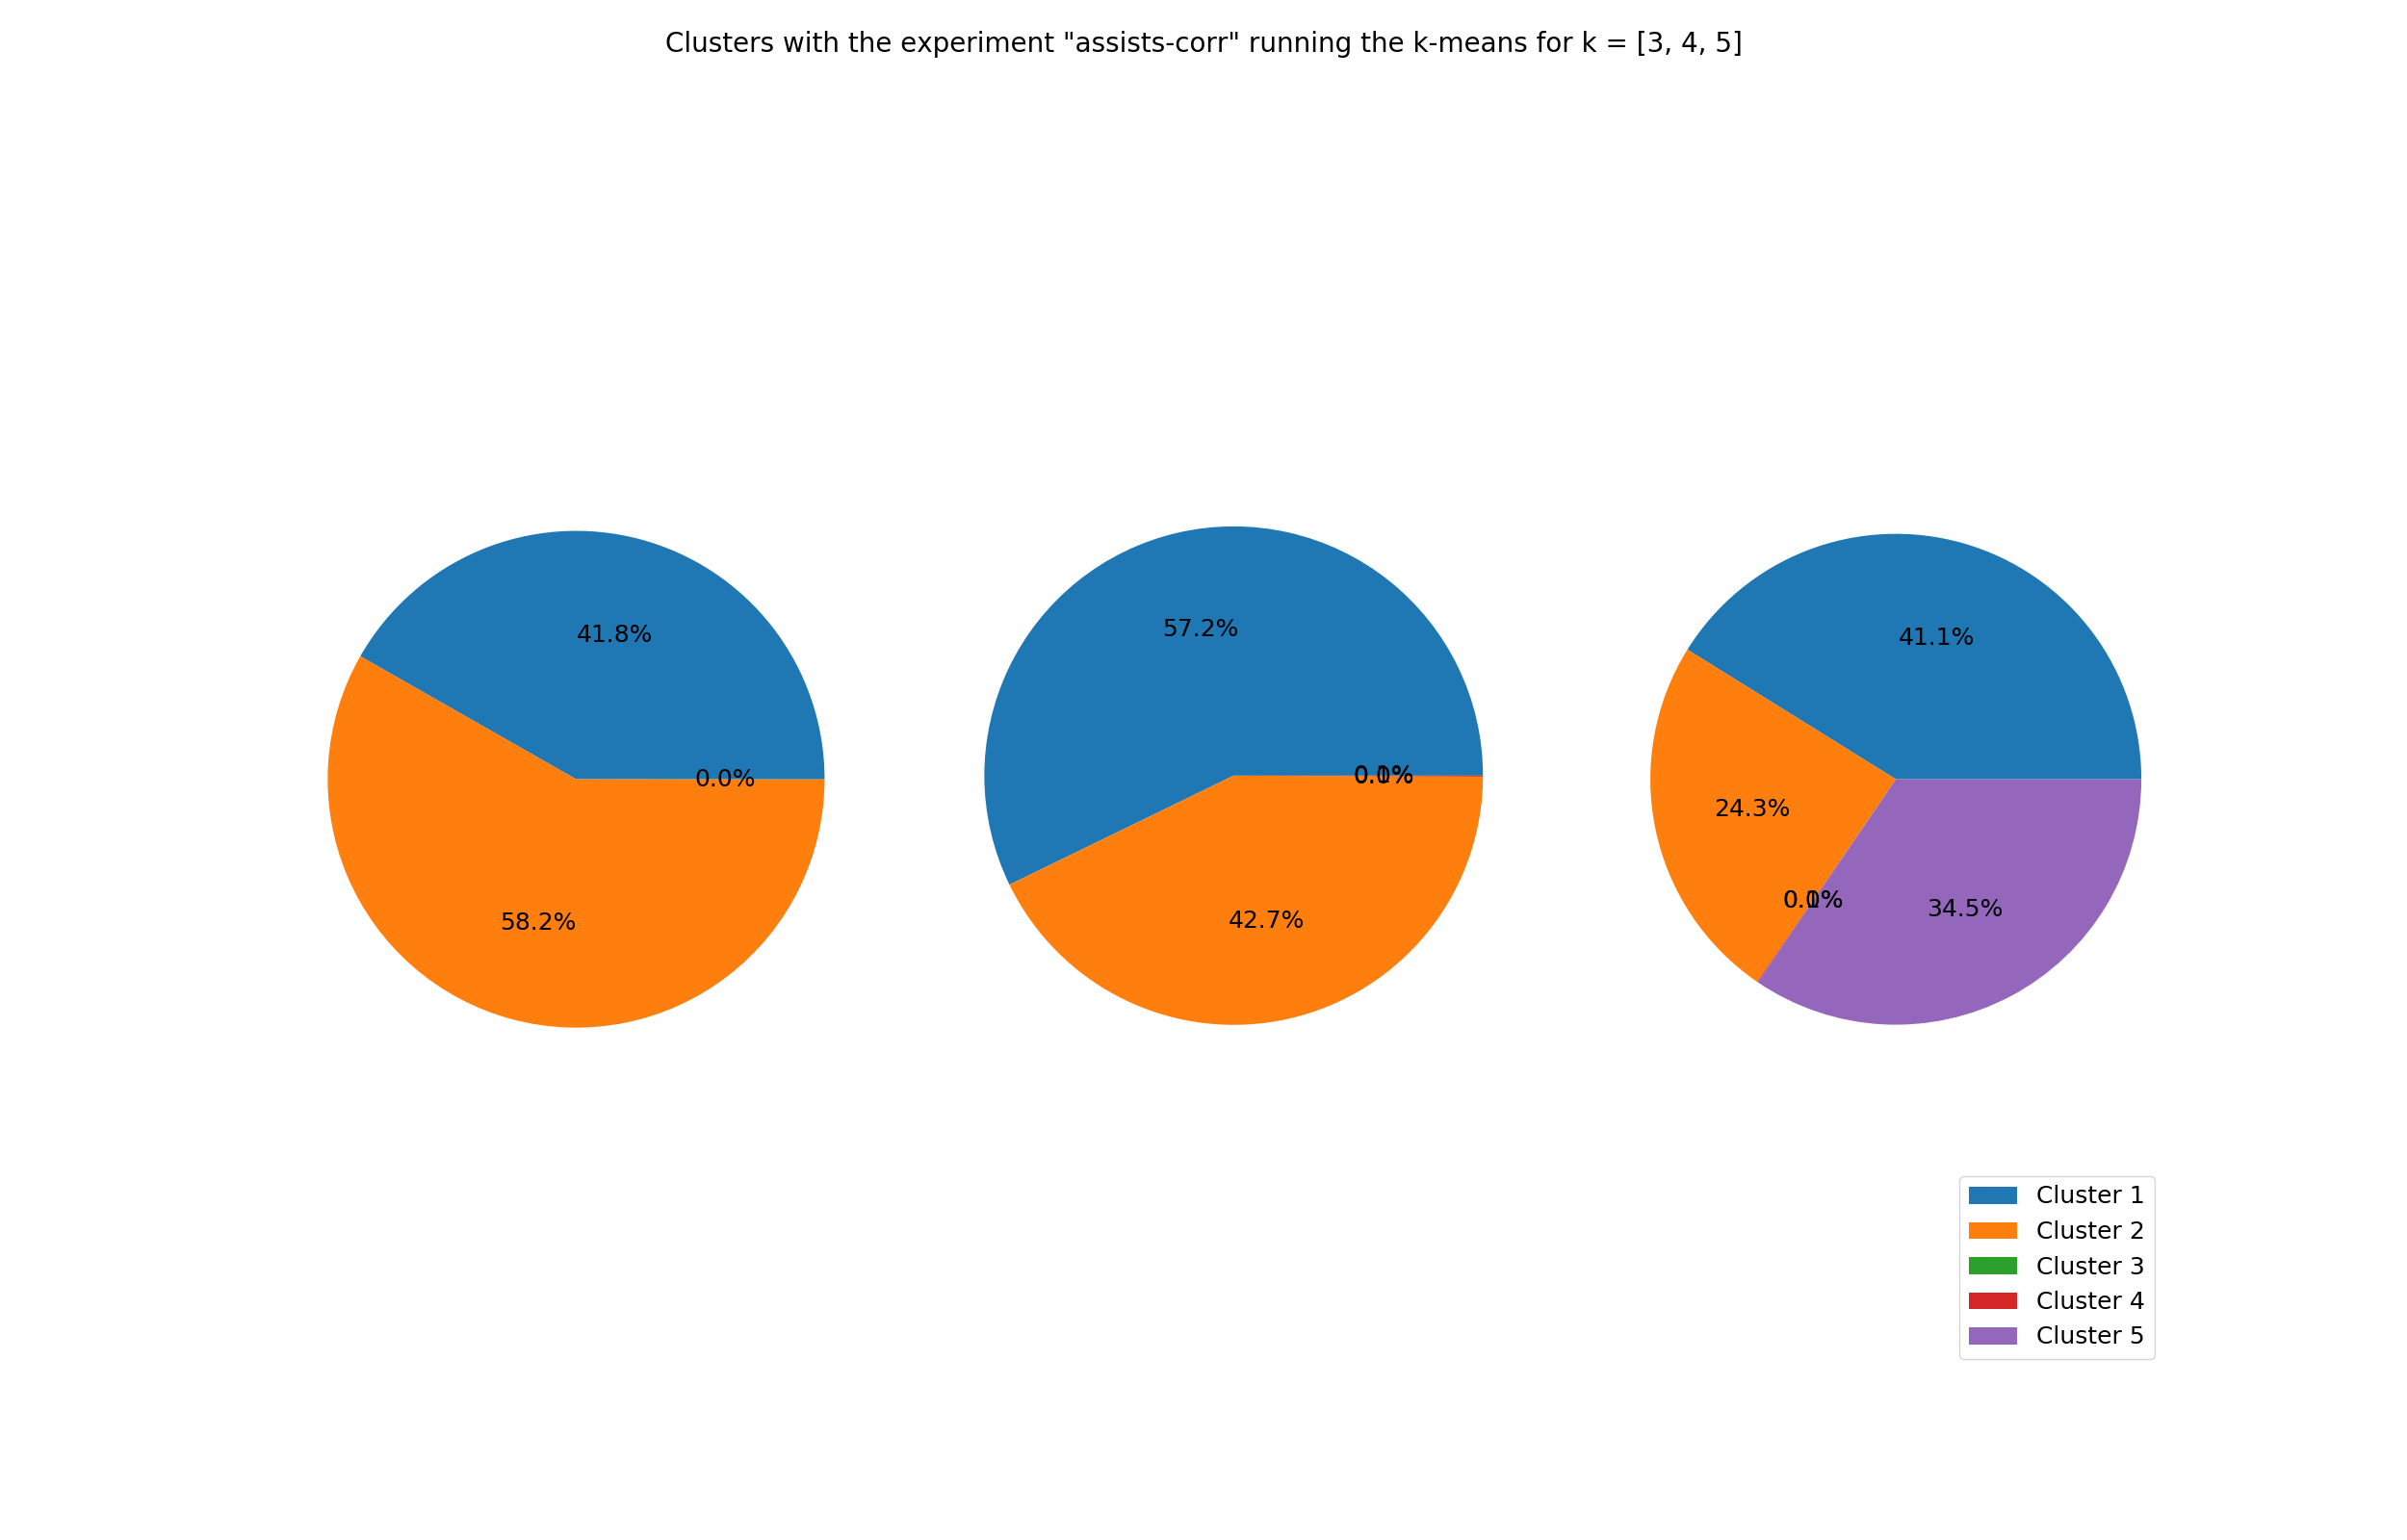 Clusters with the experiment "assists-corr" running the k-means for k = [3, 4, 5]
41.8%
0.0%
58.2%
57.2%
42.7%
41.1%
24.3%
34.5%
Cluster 1
Cluster 2
Cluster 3
Cluster 4
Cluster 5